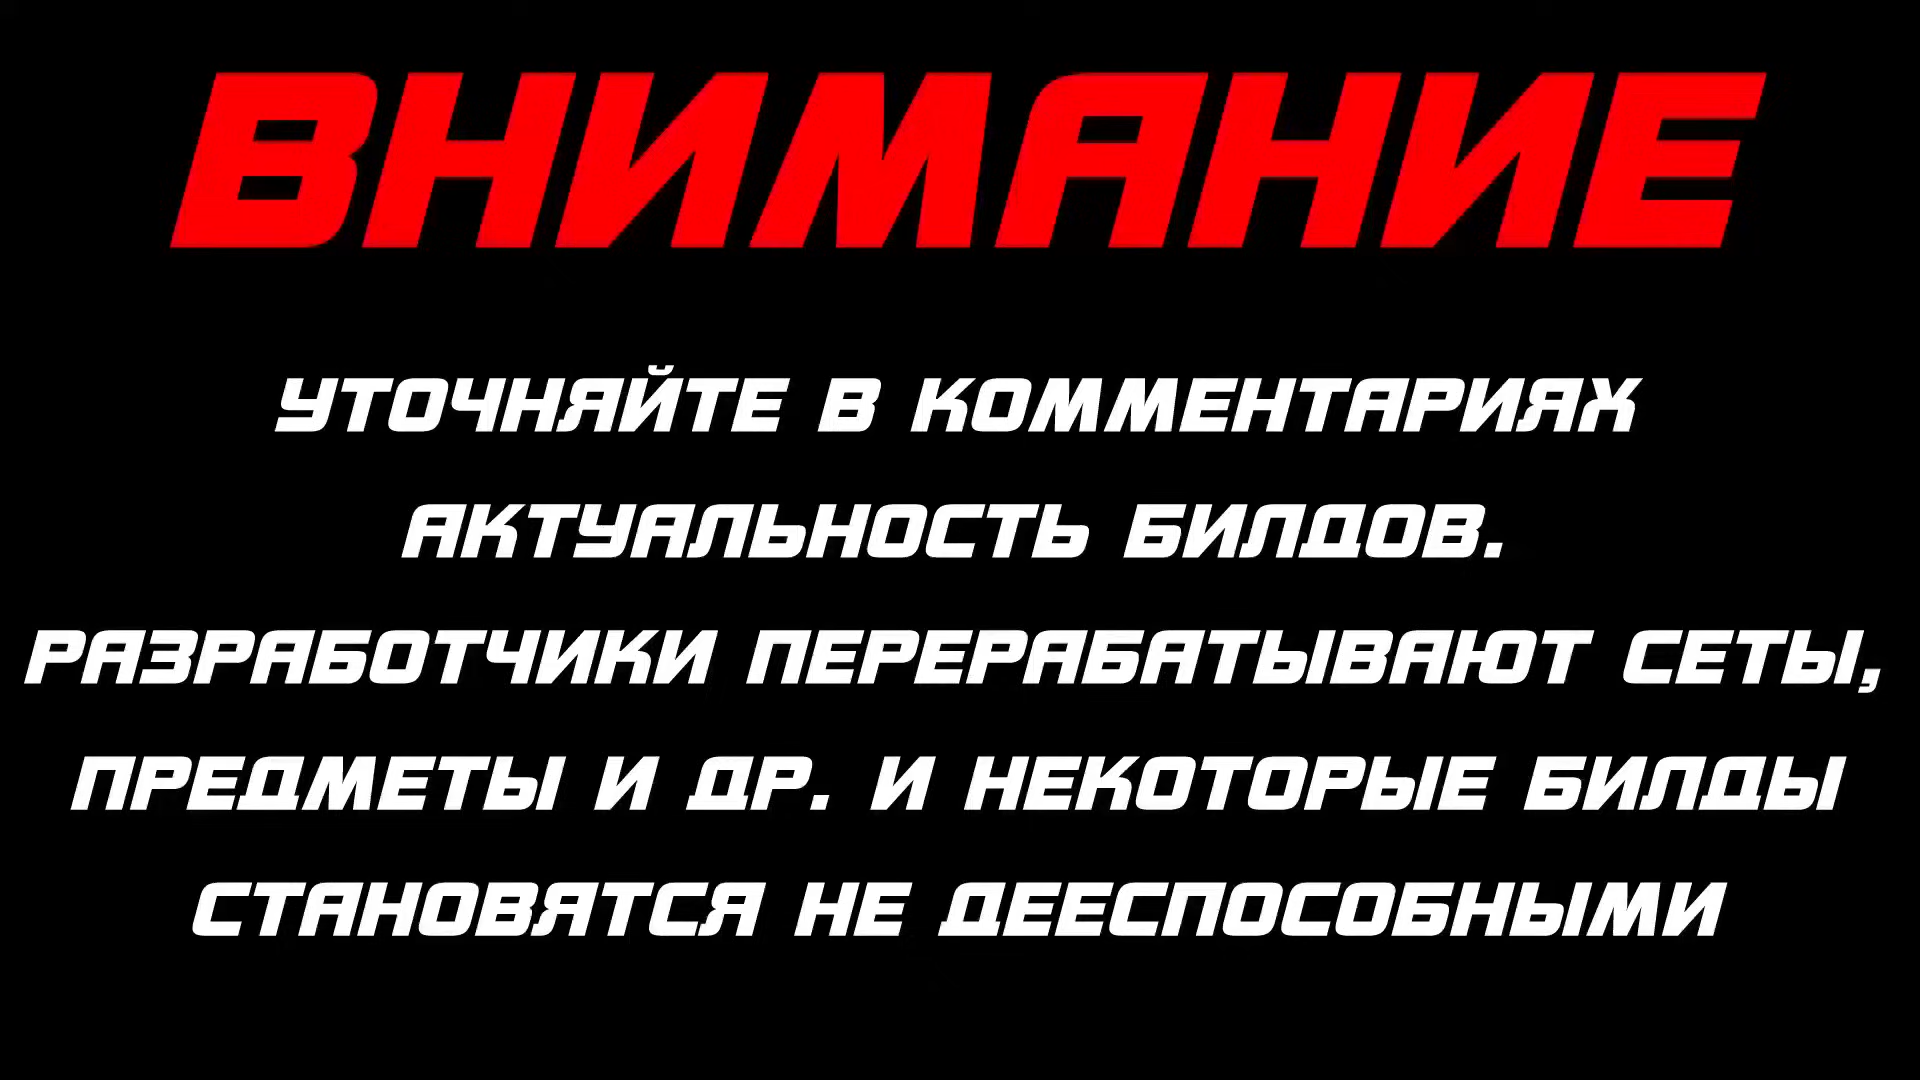 ВНИМАНИЕ
УТОЧНЯЙТЕ В КОММЕНТАРИЯХ
АКТУАЛЬНОСТЬ БИЛДОВ.
РАЗРАБОТЧИКИ ПЕРЕРАБАТЫВАЮТ СЕТЫ,
ПРЕДМЕТЫ И ДР. И НЕКОТОРЫЕ БИЛДЫ
СТАНОВЯТСЯ НЕ ДЕЕСПОСОБНЫМИ